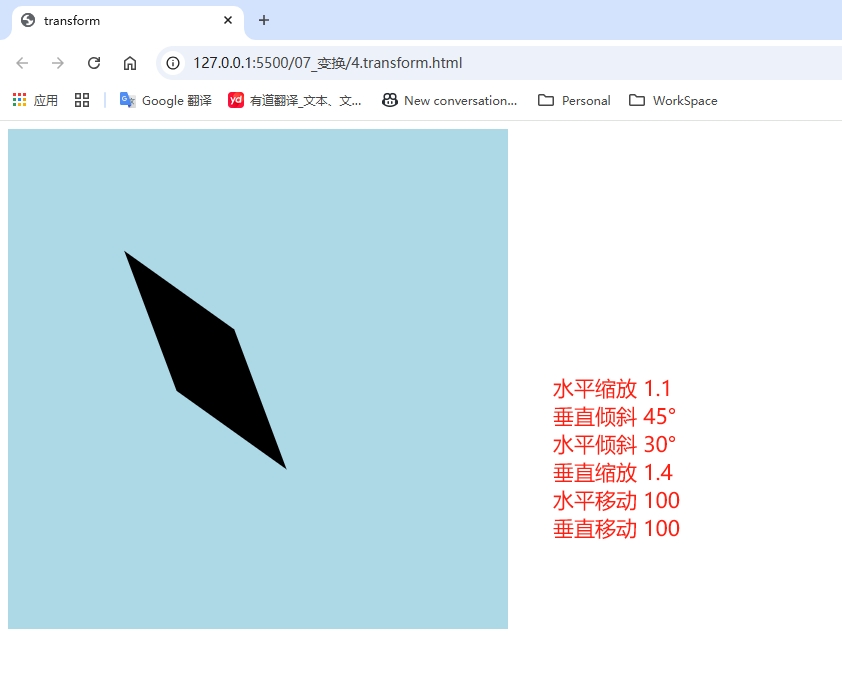 transform
127.0.0.1:5500/07_变换/4.transform.html
应用
Google 翻译
yd
有道翻译_文本、文...
New conversation...
Personal
WorkSpace
水平缩放 1.1
垂直倾斜 45°
水平倾斜 30°
垂直缩放 1.4
水平移动 100
垂直移动 100